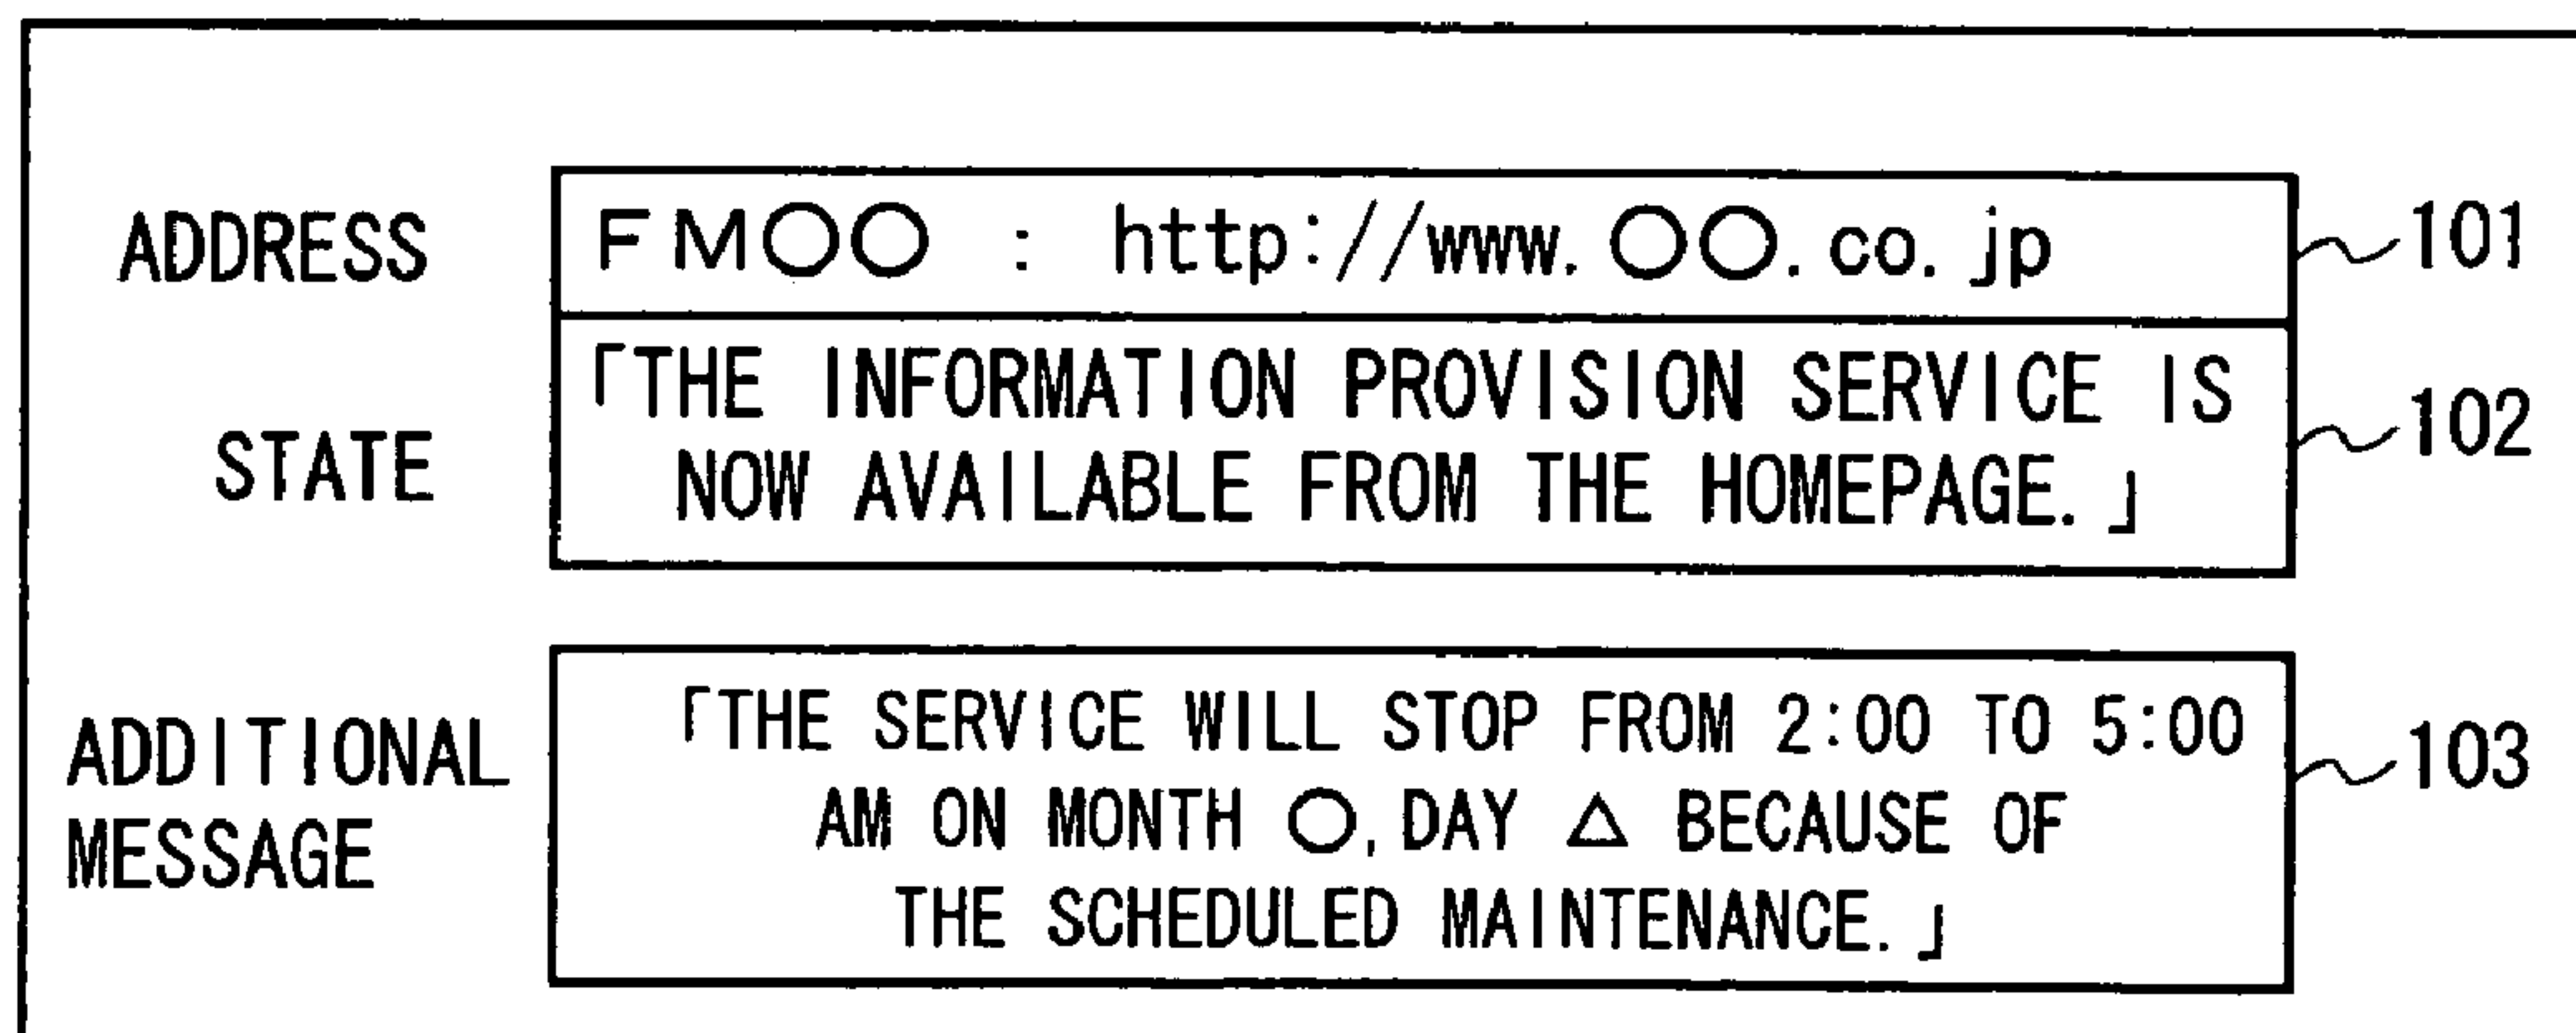 ADDRESS FM○○ : http://www.○○.co.jp 101
STATE 「THE INFORMATION PROVISION SERVICE IS
NOW AVAILABLE FROM THE HOMEPAGE.」 102
ADDITIONAL MESSAGE 「THE SERVICE WILL STOP FROM 2:00 TO 5:00
AM ON MONTH ○, DAY △ BECAUSE OF
THE SCHEDULED MAINTENANCE.」 103